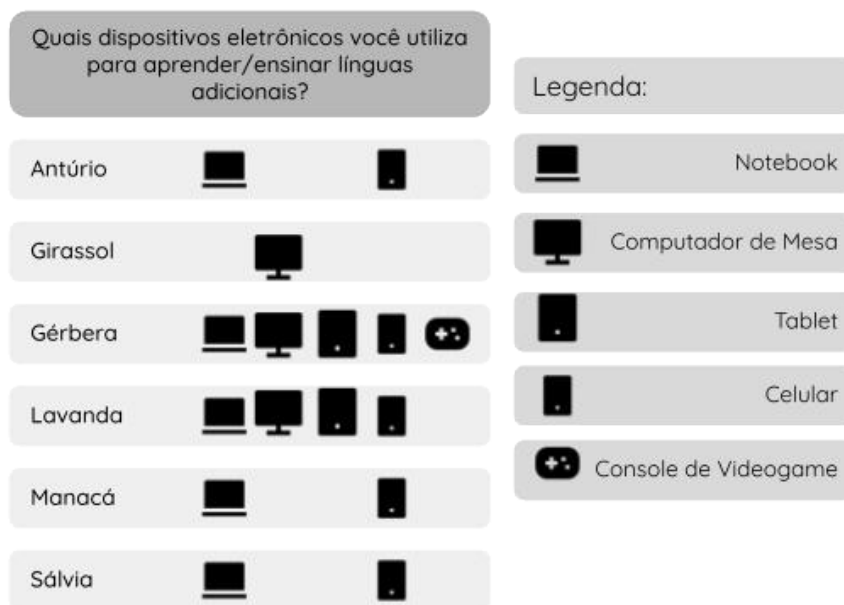 Quais dispositivos eletrônicos você utiliza
para aprender/ensinar línguas
adicionais?
Antúrio
Girassol
Gérbera
Lavanda
Manacá
Sálvia
Legenda:
Notebook
Computador de Mesa
Tablet
Celular
Console de Videogame